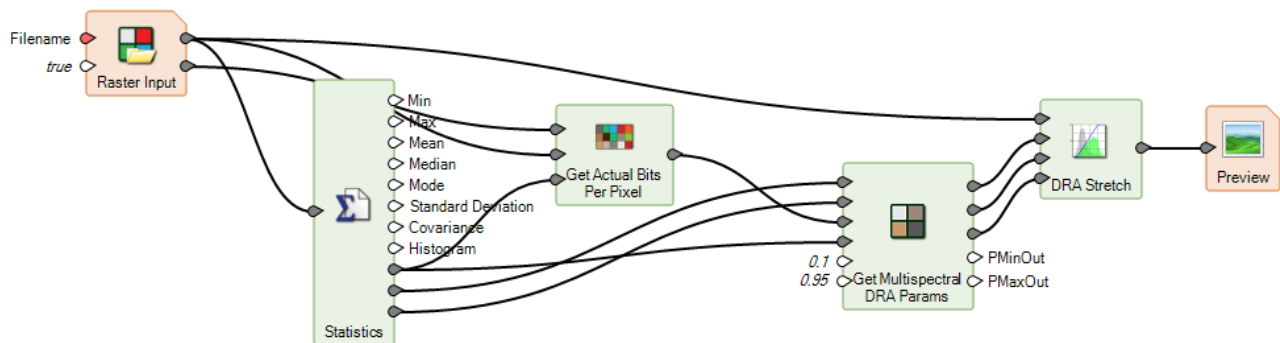 Filename
true
Raster Input
Min
Max
Mean
Median
Mode
Standard Deviation
Covariance
Histogram
Statistics
Get Actual Bits
Per Pixel
0.1
0.95
Get Multispectral
DRA Params
PMinOut
PMaxOut
DRA Stretch
Preview